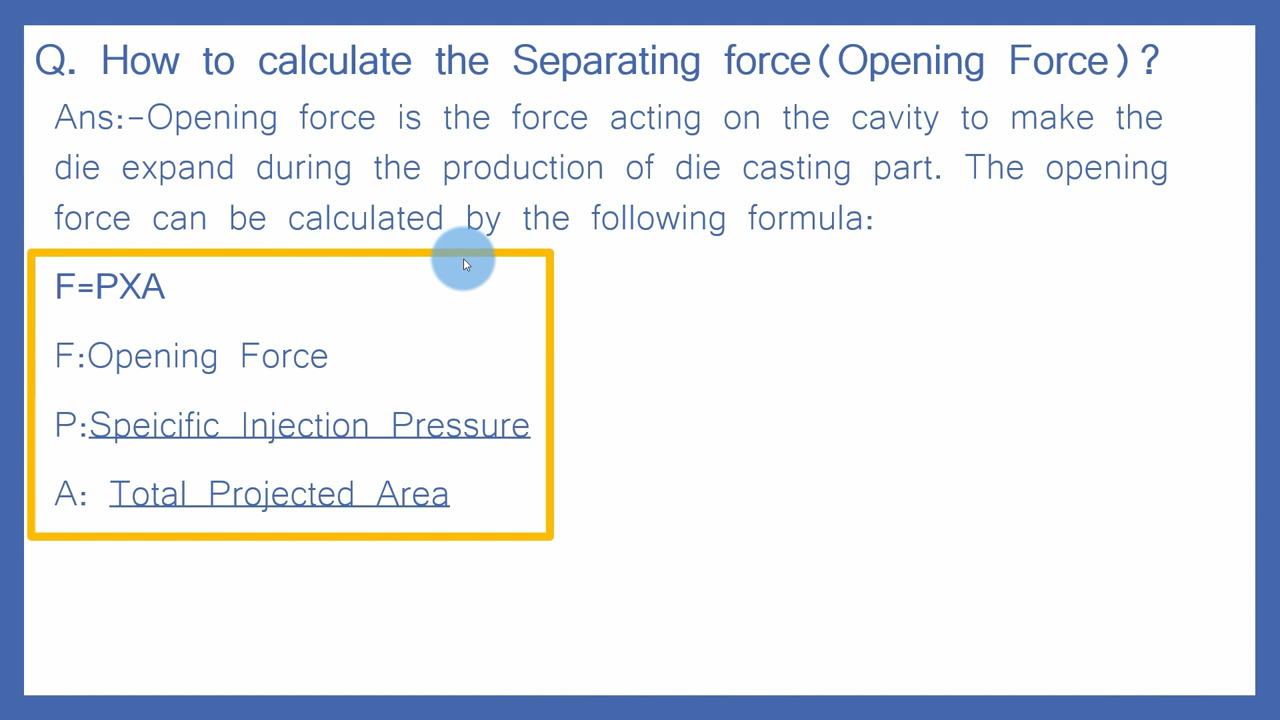 Q. How to calculate the Separating force(Opening Force)?
Ans:-Opening force is the force acting on the cavity to make the
die expand during the production of die casting part. The opening
force can be calculated by the following formula:
F=PXA
F:Opening Force
P:Speicific Injection Pressure
A: Total Projected Area